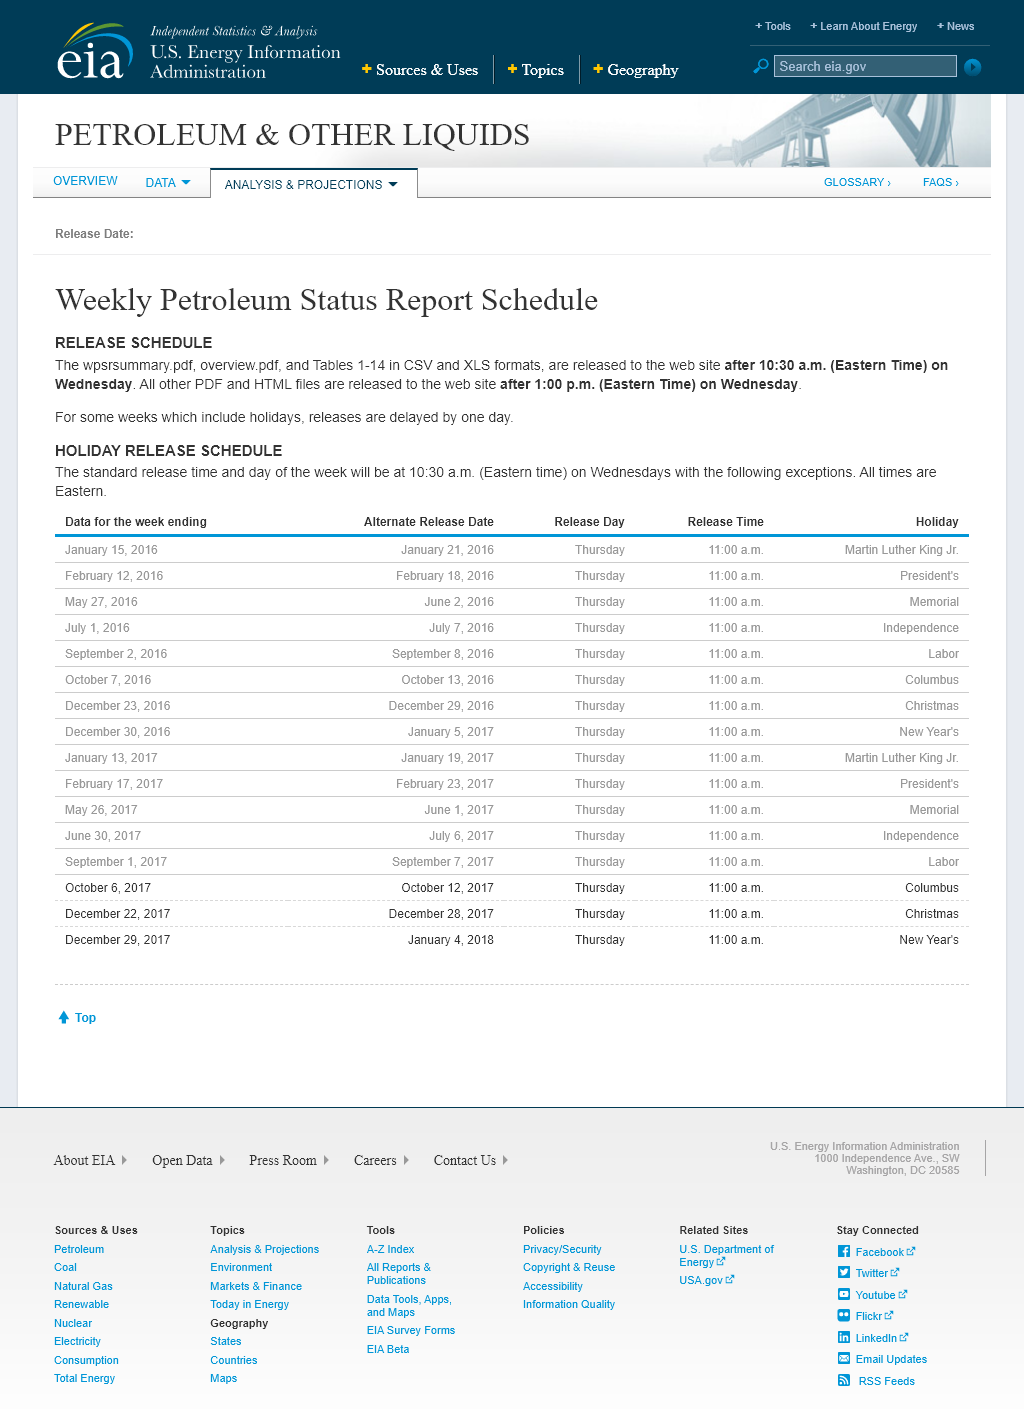 Independent Statistics & Analysis
U.S. Energy Information
Administration
eia
+ Tools + Learn About Energy + News
+ Sources & Uses + Topics + Geography
Search eia.gov
PETROLEUM & OTHER LIQUIDS
OVERVIEW DATA ANALYSIS & PROJECTIONS GLOSSARY › FAQS ›
Release Date:
Weekly Petroleum Status Report Schedule
RELEASE SCHEDULE
The wpsrsummary.pdf, overview.pdf, and Tables 1-14 in CSV and XLS formats, are released to the web site after 10:30 a.m. (Eastern Time) on
Wednesday. All other PDF and HTML files are released to the web site after 1:00 p.m. (Eastern Time) on Wednesday.
For some weeks which include holidays, releases are delayed by one day.
HOLIDAY RELEASE SCHEDULE
The standard release time and day of the week will be at 10:30 a.m. (Eastern time) on Wednesdays with the following exceptions. All times are
Eastern.
Data for the week ending Alternate Release Date Release Day Release Time Holiday
January 15, 2016 January 21, 2016 Thursday 11:00 a.m. Martin Luther King Jr.
February 12, 2016 February 18, 2016 Thursday 11:00 a.m. President's
May 27, 2016 June 2, 2016 Thursday 11:00 a.m. Memorial
July 1, 2016 July 7, 2016 Thursday 11:00 a.m. Independence
September 2, 2016 September 8, 2016 Thursday 11:00 a.m. Labor
October 7, 2016 October 13, 2016 Thursday 11:00 a.m. Columbus
December 23, 2016 December 29, 2016 Thursday 11:00 a.m. Christmas
December 30, 2016 January 5, 2017 Thursday 11:00 a.m. New Year's
January 13, 2017 January 19, 2017 Thursday 11:00 a.m. Martin Luther King Jr.
February 17, 2017 February 23, 2017 Thursday 11:00 a.m. President's
May 26, 2017 June 1, 2017 Thursday 11:00 a.m. Memorial
June 30, 2017 July 6, 2017 Thursday 11:00 a.m. Independence
September 1, 2017 September 7, 2017 Thursday 11:00 a.m. Labor
October 6, 2017 October 12, 2017 Thursday 11:00 a.m. Columbus
December 22, 2017 December 28, 2017 Thursday 11:00 a.m. Christmas
December 29, 2017 January 4, 2018 Thursday 11:00 a.m. New Year's
Top
About EIA Open Data Press Room Careers Contact Us
U.S. Energy Information Administration
1000 Independence Ave., SW
Washington, DC 20585
Sources & Uses
Petroleum
Coal
Natural Gas
Renewable
Nuclear
Electricity
Consumption
Total Energy
Topics
Analysis & Projections
Environment
Markets & Finance
Today in Energy
Geography
States
Countries
Maps
Tools
A-Z Index
All Reports &
Publications
Data Tools, Apps,
and Maps
EIA Survey Forms
EIA Beta
Policies
Privacy/Security
Copyright & Reuse
Accessibility
Information Quality
Related Sites
U.S. Department of
Energy
USA.gov
Stay Connected
Facebook
Twitter
Youtube
Flickr
LinkedIn
Email Updates
RSS Feeds